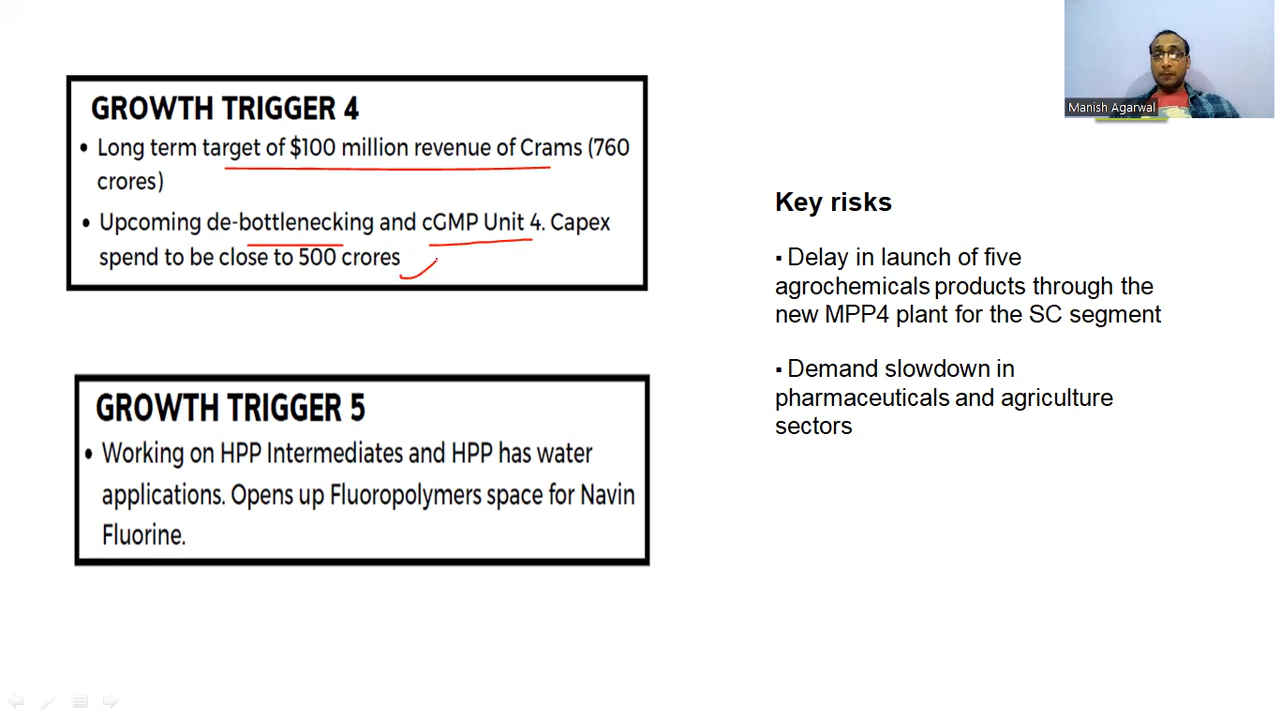 GROWTH TRIGGER 4
• Long term target of $100 million revenue of Crams (760
crores)
• Upcoming de-bottlenecking and cGMP Unit 4. Capex
spend to be close to 500 crores
GROWTH TRIGGER 5
• Working on HPP Intermediates and HPP has water
applications. Opens up Fluoropolymers space for Navin
Fluorine.
Manish Agarwal
Key risks
▪ Delay in launch of five
agrochemicals products through the
new MPP4 plant for the SC segment
▪ Demand slowdown in
pharmaceuticals and agriculture
sectors